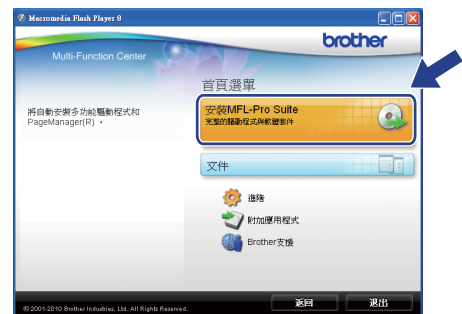 Macromedia Flash Player 8
brother
Multi-Function Center
首頁選單
將自動安裝多功能驅動程式和
PageManager(R)。
安裝MFL-Pro Suite
完整的驅動程式與軟體套件
文件
進階
附加應用程式
Brother支援
© 2001-2010 Brother Industries, Ltd. All Rights Reserved.
返回
退出